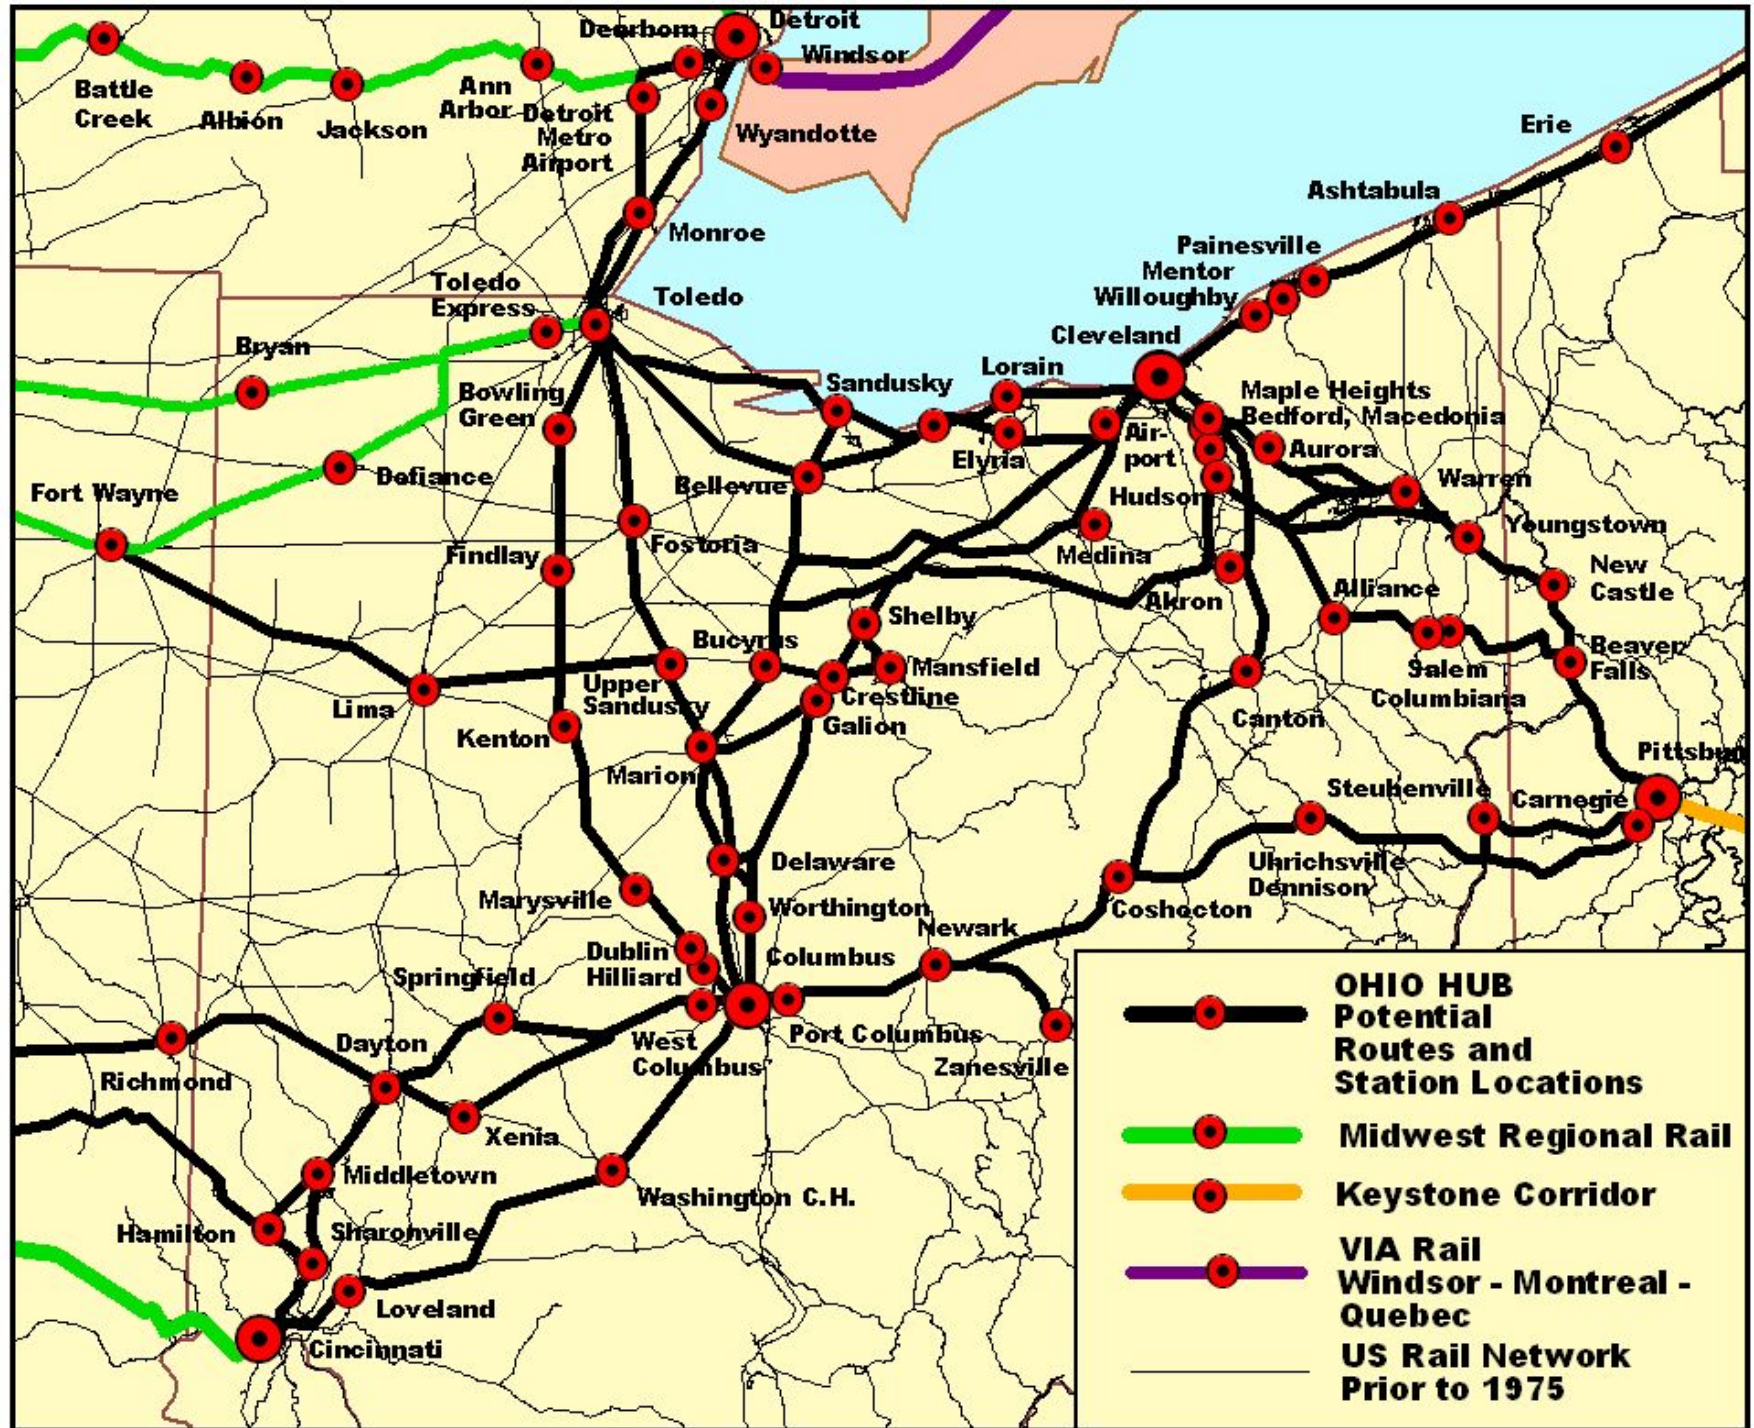 Dearborn
Detroit
Windsor
Battle
Creek
Albion
Jackson
Ann
Arbor
Detroit
Metro
Airport
Wyandotte
Erie
Ashtabula
Monroe
Painesville
Mentor
Willoughby
Toledo
Express
Toledo
Cleveland
Bryan
Lorain
Sandusky
Bowling
Green
Maple Heights
Bedford, Macedonia
Air-
port
Aurora
Elyria
Defiance
Bellevue
Fort Wayne
Hudson
Warren
Youngstown
Findlay
Fostoria
Medina
New
Castle
Akron
Alliance
Shelby
Bucyrus
Mansfield
Beaver
Falls
Salem
Columbiana
Upper
Sandusky
Crestline
Galion
Lima
Canton
Kenton
Marion
Pittsbur
Steubenville
Carnegie
Delaware
Uhrichsville
Dennison
Marysville
Worthington
Coshocton
Newark
Dublin
Hilliard
Columbus
Springfield
West
Columbus
Port Columbus
Dayton
Zanesville
Richmond
Xenia
Middletown
Washington C.H.
Hamilton
Sharonville
Loveland
Cincinnati
OHIO HUB
Potential
Routes and
Station Locations
Midwest Regional Rail
Keystone Corridor
VIA Rail
Windsor - Montreal -
Quebec
US Rail Network
Prior to 1975